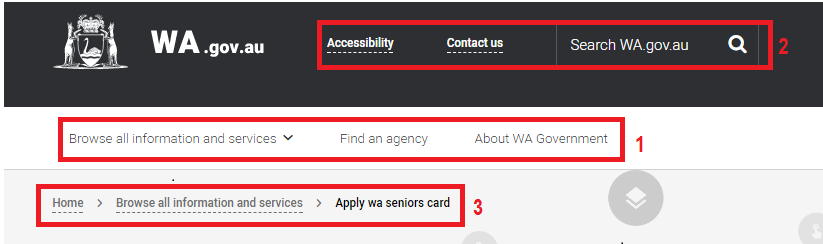 WA.gov.au
Accessibility Contact us Search WA.gov.au 2
Browse all information and services Find an agency About WA Government 1
Home > Browse all information and services > Apply wa seniors card 3